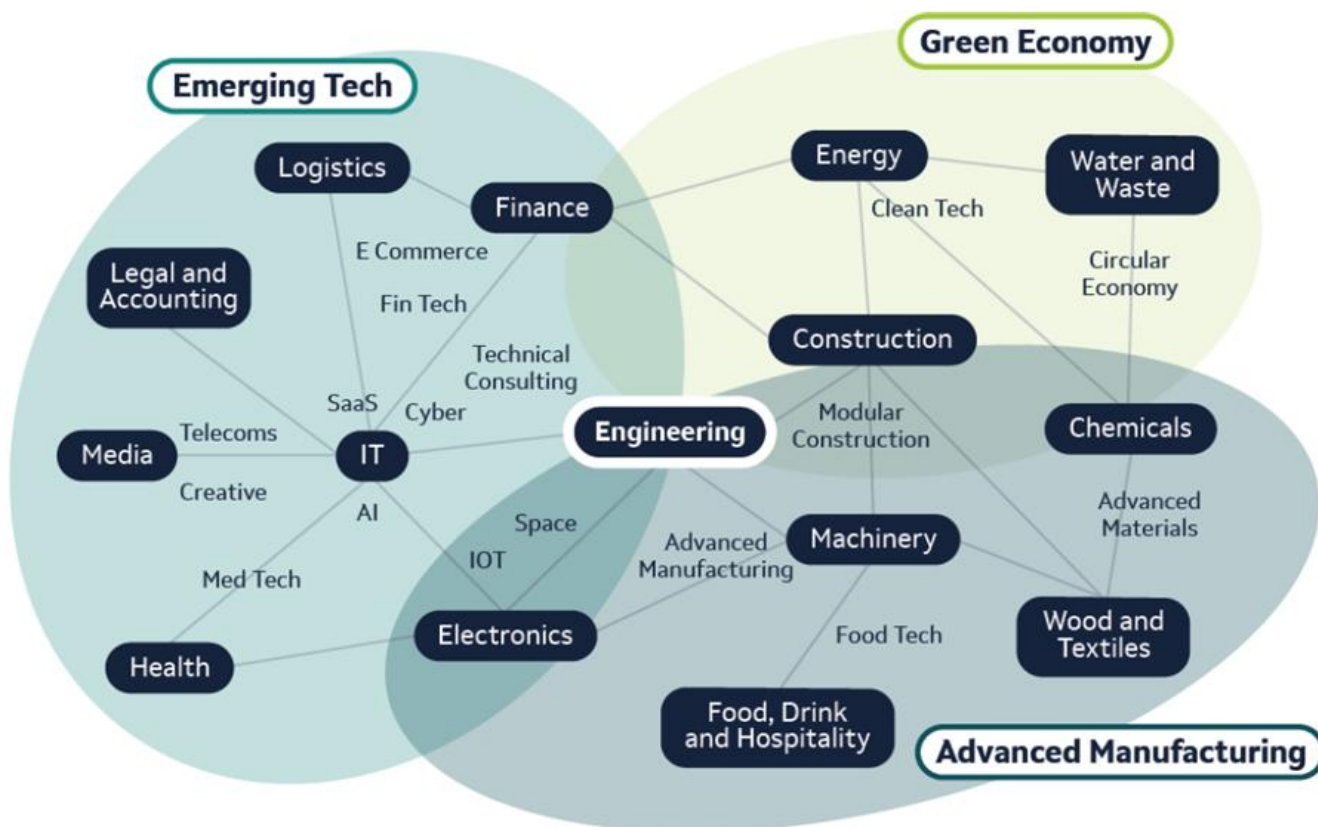 Green Economy
Emerging Tech
Logistics
Finance
Energy
Water and
Waste
Clean Tech
E Commerce
Legal and
Accounting
Fin Tech
Circular
Economy
Construction
Technical
Consulting
SaaS
Cyber
Engineering
Modular
Construction
Chemicals
Telecoms
Media
IT
Creative
AI
Space
IOT
Advanced
Manufacturing
Machinery
Advanced
Materials
Med Tech
Health
Electronics
Food Tech
Wood and
Textiles
Food, Drink
and Hospitality
Advanced Manufacturing